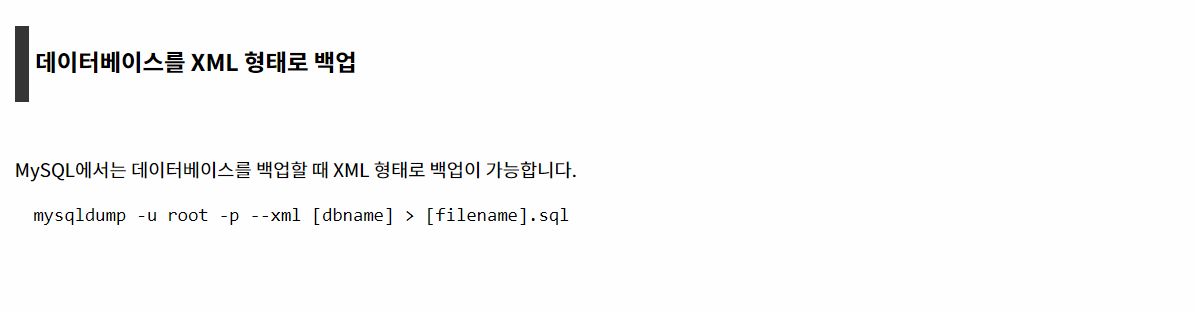 데이터베이스를 XML 형태로 백업
MySQL에서는 데이터베이스를 백업할 때 XML 형태로 백업이 가능합니다.
mysqldump -u root -p --xml [dbname] > [filename].sql